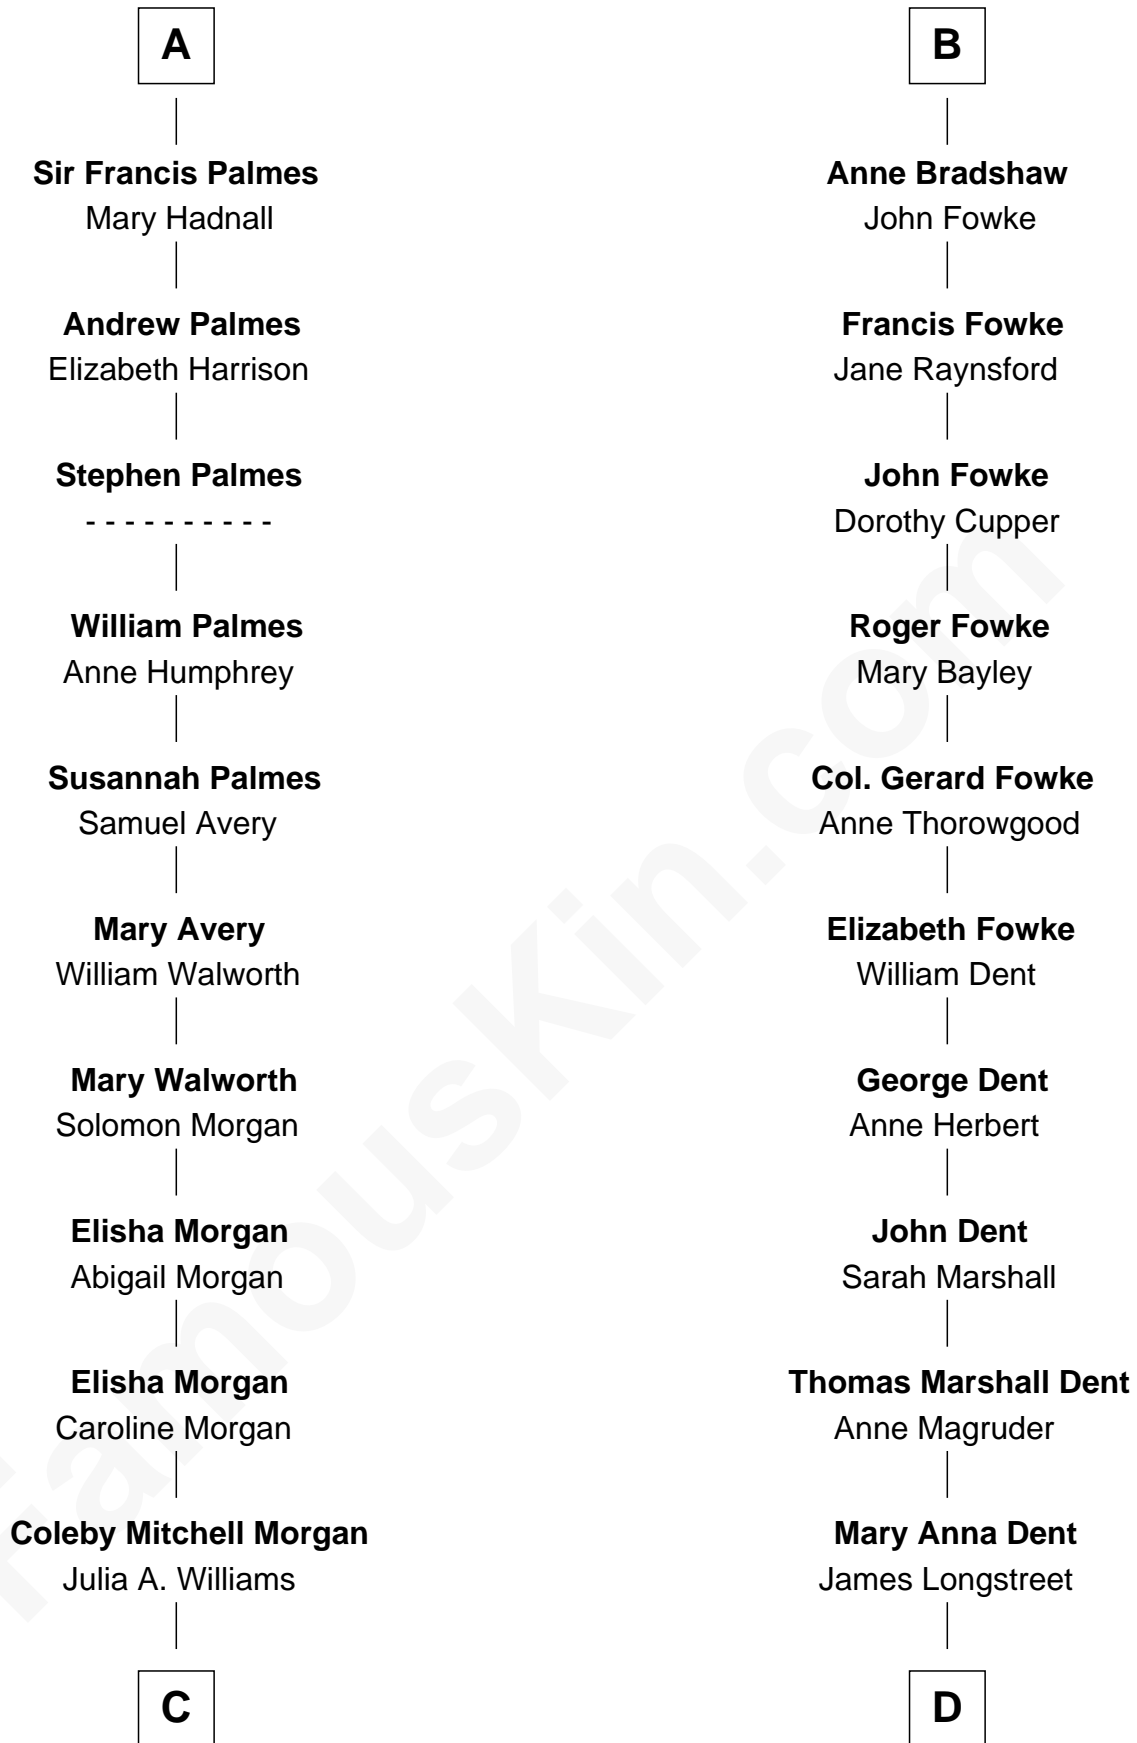 A
Sir Francis Palmes
Mary Hadnall
Andrew Palmes
Elizabeth Harrison
Stephen Palmes
- - - - - - - - - -
William Palmes
Anne Humphrey
Susannah Palmes
Samuel Avery
Mary Avery
William Walworth
Mary Walworth
Solomon Morgan
Elisha Morgan
Abigail Morgan
Elisha Morgan
Caroline Morgan
Coleby Mitchell Morgan
Julia A. Williams
C
B
Anne Bradshaw
John Fowke
Francis Fowke
Jane Raynsford
John Fowke
Dorothy Cupper
Roger Fowke
Mary Bayley
Col. Gerard Fowke
Anne Thorowgood
Elizabeth Fowke
William Dent
George Dent
Anne Herbert
John Dent
Sarah Marshall
Thomas Marshall Dent
Anne Magruder
Mary Anna Dent
James Longstreet
D
FamousKin.com